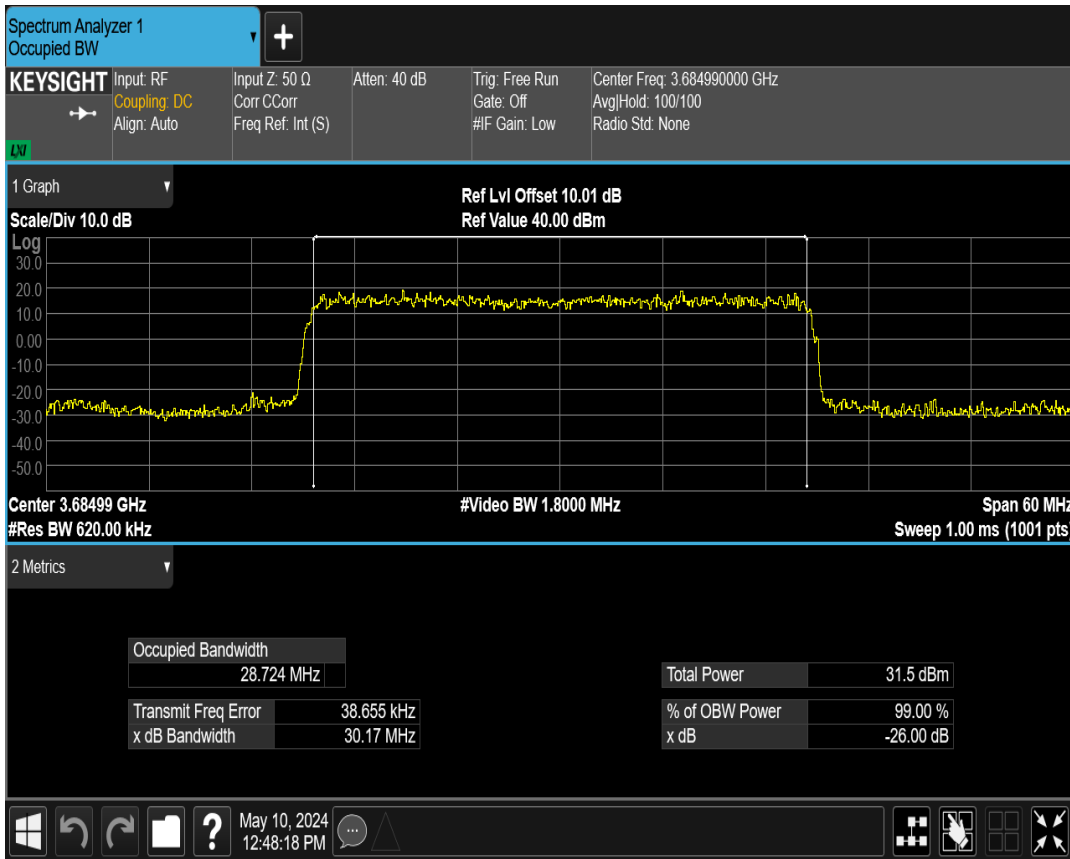 Spectrum Analyzer 1
Occupied BW
+
KEYSIGHT
LXI
Input: RF
Coupling: DC
Align: Auto
Input Z: 50 Ω
Corr CCorr
Freq Ref: Int (S)
Atten: 40 dB
Trig: Free Run
Gate: Off
#IF Gain: Low
Center Freq: 3.684990000 GHz
Avg|Hold: 100/100
Radio Std: None
1 Graph
Scale/Div 10.0 dB
Ref Lvl Offset 10.01 dB
Ref Value 40.00 dBm
Log
30.0
20.0
10.0
0.00
-10.0
-20.0
-30.0
-40.0
-50.0
Center 3.68499 GHz
#Res BW 620.00 kHz
#Video BW 1.8000 MHz
Span 60 MHz
Sweep 1.00 ms (1001 pts)
2 Metrics
Occupied Bandwidth
28.724 MHz
Transmit Freq Error 38.655 kHz
x dB Bandwidth 30.17 MHz
Total Power 31.5 dBm
% of OBW Power 99.00 %
x dB -26.00 dB
?
May 10, 2024
12:48:18 PM